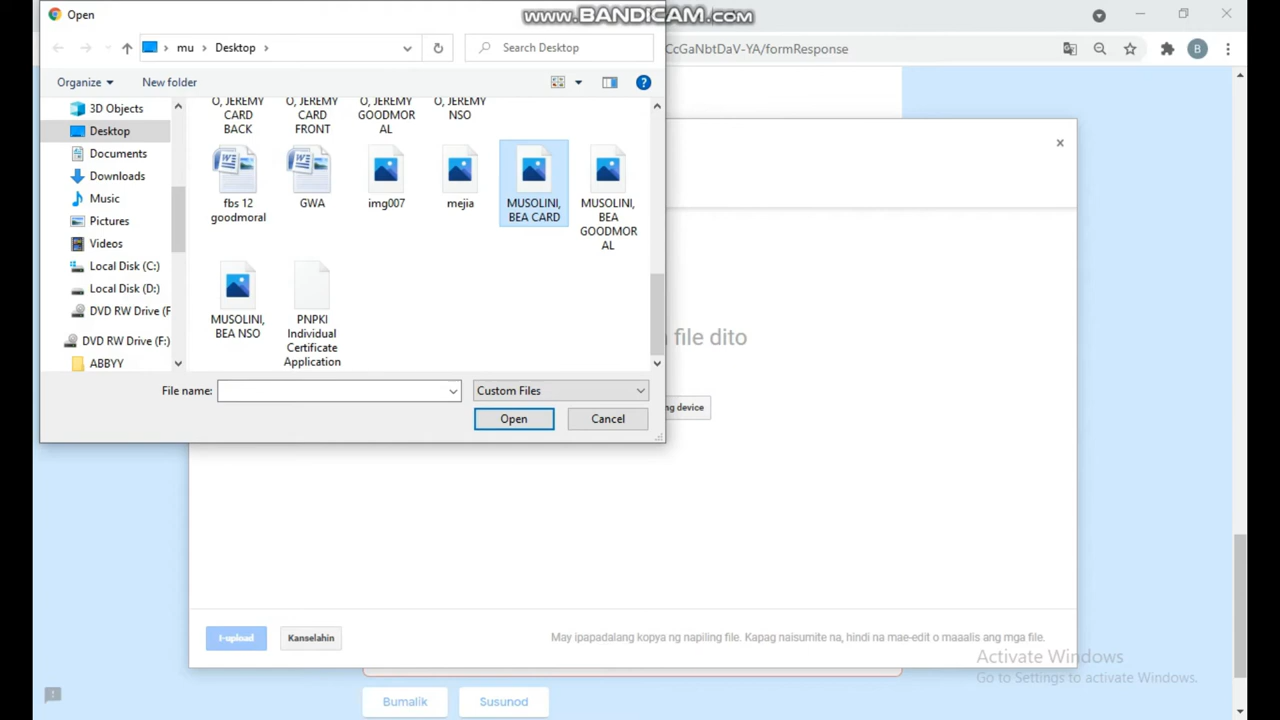 Open
www.BANDICAM.com
mu
Desktop
Search Desktop
CcGaNbtDaV-YA/formResponse
B
Organize
New folder
3D Objects
Desktop
Documents
Downloads
Music
Pictures
Videos
Local Disk (C:)
Local Disk (D:)
DVD RW Drive (F
DVD RW Drive (F:)
ABBYY
O, JEREMY
CARD
BACK
O, JEREMY
CARD
FRONT
O, JEREMY
GOODMOR
AL
O, JEREMY
NSO
fbs 12
goodmoral
GWA
img007
mejia
MUSOLINI,
BEA CARD
MUSOLINI,
BEA
GOODMOR
AL
MUSOLINI,
BEA NSO
PNPKI
Individual
Certificate
Application
File name:
Custom Files
Open
Cancel
file dito
ng device
I-upload
Kanselahin
May ipapadalang kopya ng napiling file. Kapag naisumite na, hindi na mae-edit o maaalis ang mga file.
Activate Windows
Go to Settings to activate Windows.
Bumalik
Susunod